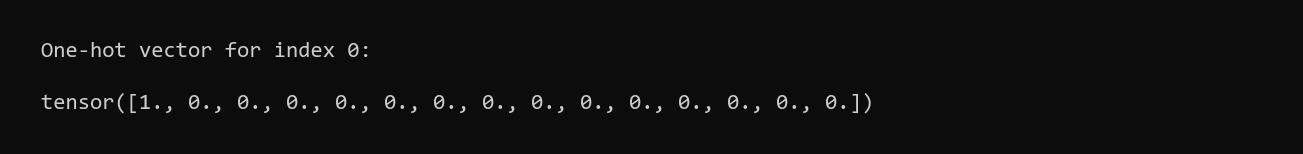 One-hot vector for index 0:
tensor([1., 0., 0., 0., 0., 0., 0., 0., 0., 0., 0., 0., 0., 0., 0.])